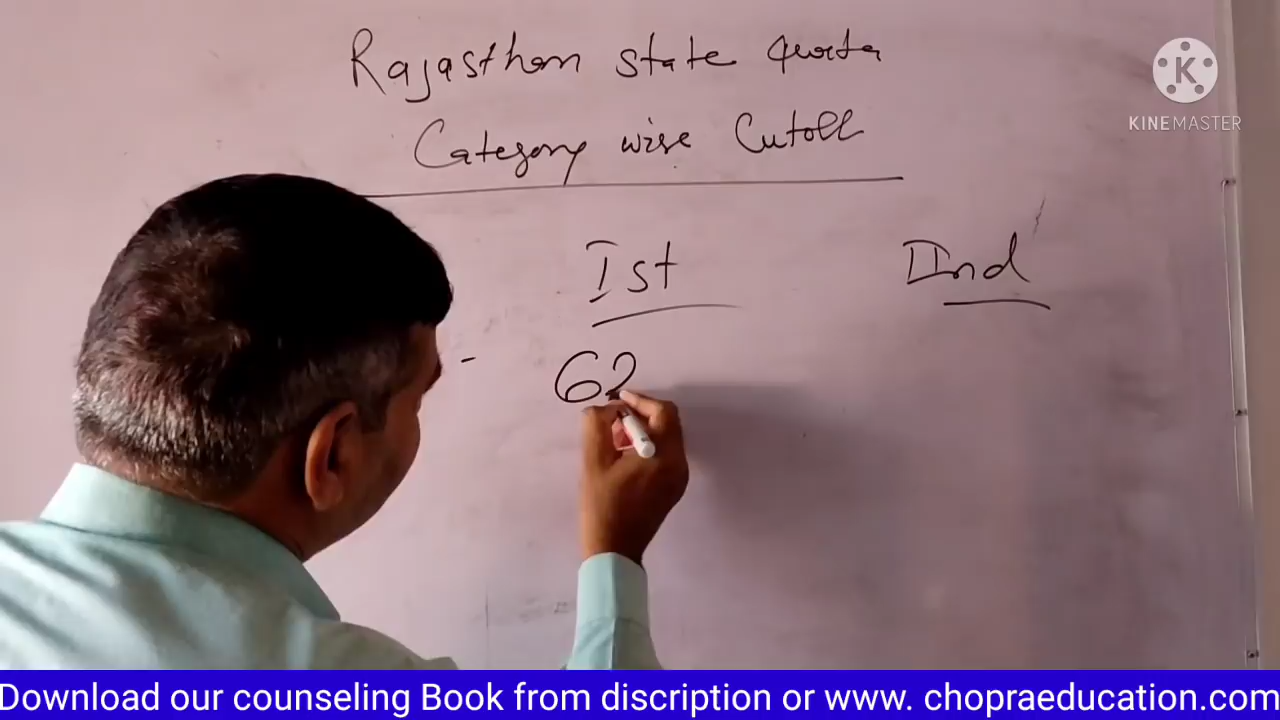 Rajasthan state quota
Category wise Cutoff
K
KINEMASTER
Ist
IInd
- 62
Download our counseling Book from discription or www. chopraeducation.com